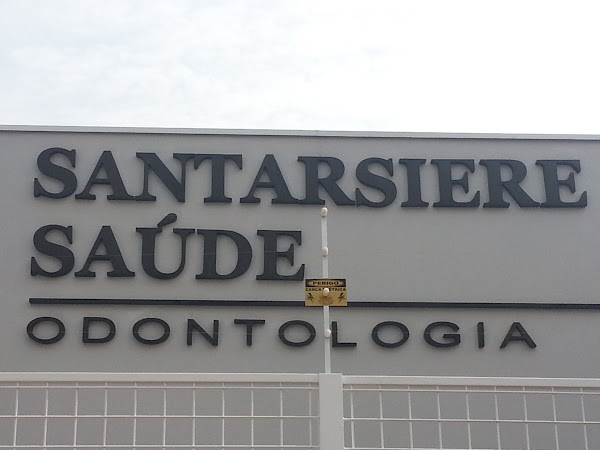 SANTARSIERE
SAÚDE
PERIGO
CERCA ELÉTRICA
ODONTOLOGIA